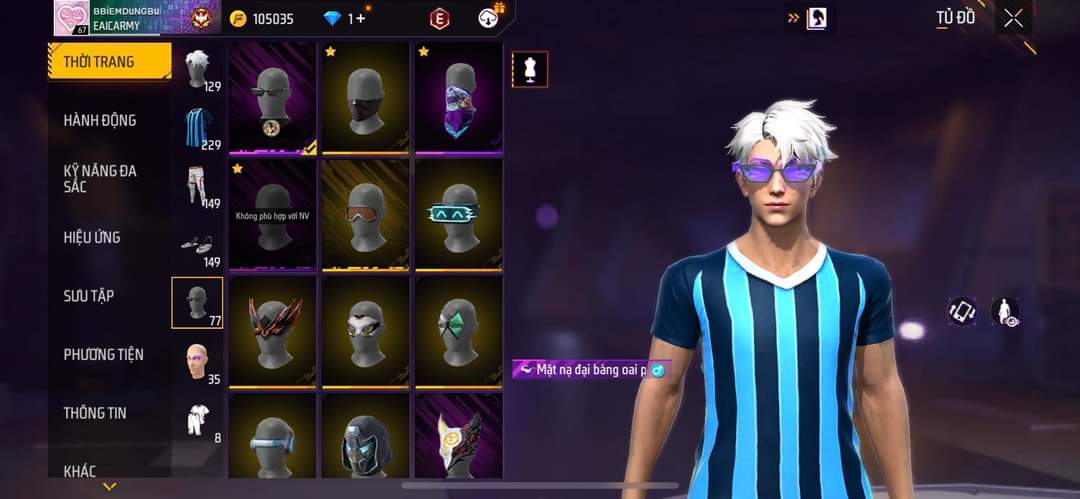 BBIEMDUNGBU
EAICARMY
67
105035
1+
E
TỦ ĐỒ
THỜI TRANG
HÀNH ĐỘNG
KỸ NĂNG ĐA
SẮC
HIỆU ỨNG
SƯU TẬP
PHƯƠNG TIỆN
THÔNG TIN
KHÁC
129
229
149
149
77
35
8
Không phù hợp với NV
Mặt nạ đại bàng oai p